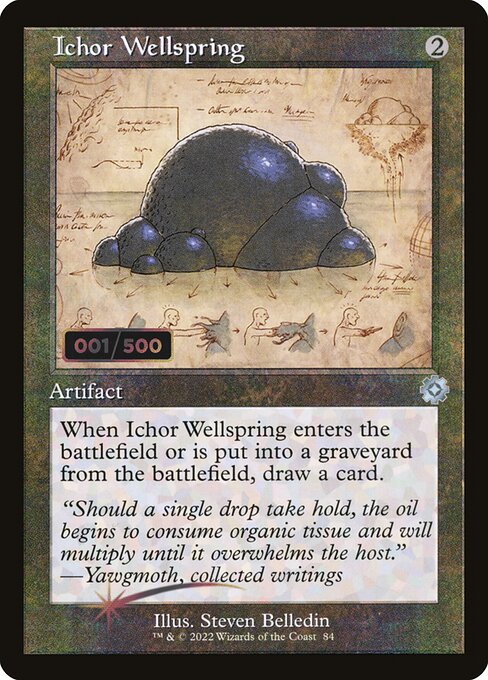 Ichor Wellspring
2
001/500
Artifact
When Ichor Wellspring enters the
battlefield or is put into a graveyard
from the battlefield, draw a card.
“Should a single drop take hold, the oil
begins to consume organic tissue and will
multiply until it overwhelms the host.”
—Yawgmoth, collected writings
Illus. Steven Belledin
™ & © 2022 Wizards of the Coast 84